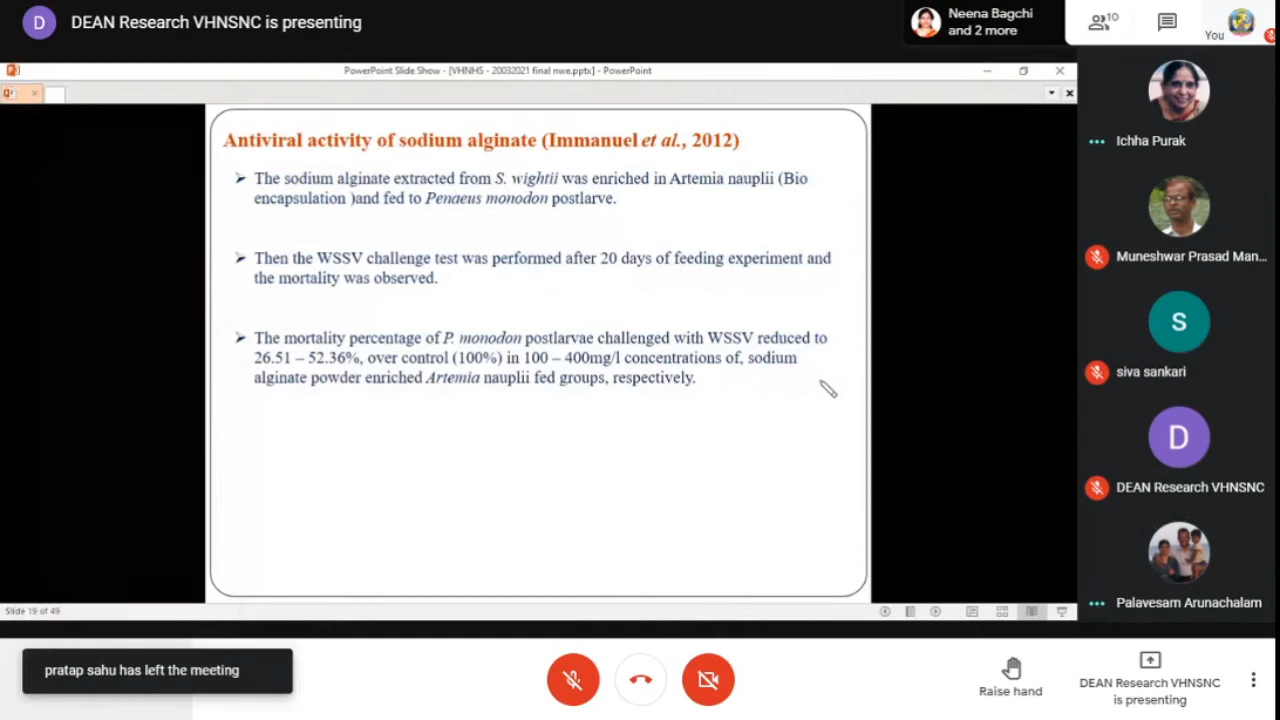 D DEAN Research VHNSNC is presenting
Neena Bagchi
and 2 more
10
You
PowerPoint Slide Show - [VHNHS - 20032021 final nwe.pptx] - PowerPoint
Antiviral activity of sodium alginate (Immanuel et al., 2012)
➤ The sodium alginate extracted from S. wightii was enriched in Artemia nauplii (Bio
encapsulation )and fed to Penaeus monodon postlarve.
➤ Then the WSSV challenge test was performed after 20 days of feeding experiment and
the mortality was observed.
➤ The mortality percentage of P. monodon postlarvae challenged with WSSV reduced to
26.51 – 52.36%, over control (100%) in 100 – 400mg/l concentrations of, sodium
alginate powder enriched Artemia nauplii fed groups, respectively.
Slide 19 of 49
Ichha Purak
Muneshwar Prasad Man...
S
siva sankari
D
DEAN Research VHNSNC
Palavesam Arunachalam
pratap sahu has left the meeting
Raise hand
DEAN Research VHNSNC
is presenting